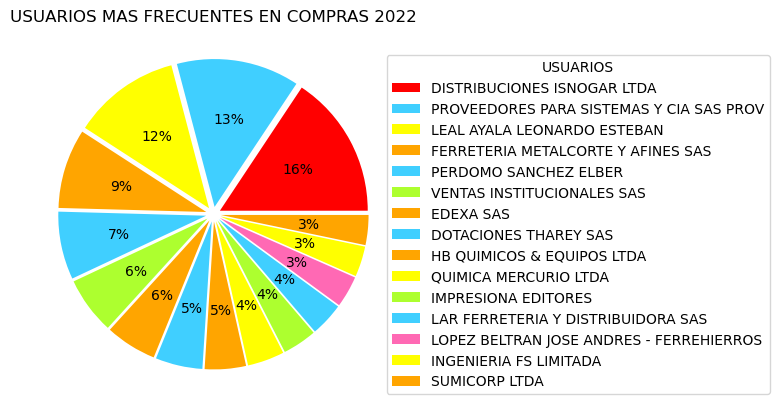 USUARIOS MAS FRECUENTES EN COMPRAS 2022
USUARIOS
DISTRIBUCIONES ISNOGAR LTDA
PROVEEDORES PARA SISTEMAS Y CIA SAS PROV
LEAL AYALA LEONARDO ESTEBAN
FERRETERIA METALCORTE Y AFINES SAS
PERDOMO SANCHEZ ELBER
VENTAS INSTITUCIONALES SAS
EDEXA SAS
DOTACIONES THAREY SAS
HB QUIMICOS & EQUIPOS LTDA
QUIMICA MERCURIO LTDA
IMPRESIONA EDITORES
LAR FERRETERIA Y DISTRIBUIDORA SAS
LOPEZ BELTRAN JOSE ANDRES - FERREHIERROS
INGENIERIA FS LIMITADA
SUMICORP LTDA
16%
13%
12%
9%
7%
6%
6%
5%
5%
4%
4%
4%
3%
3%
3%